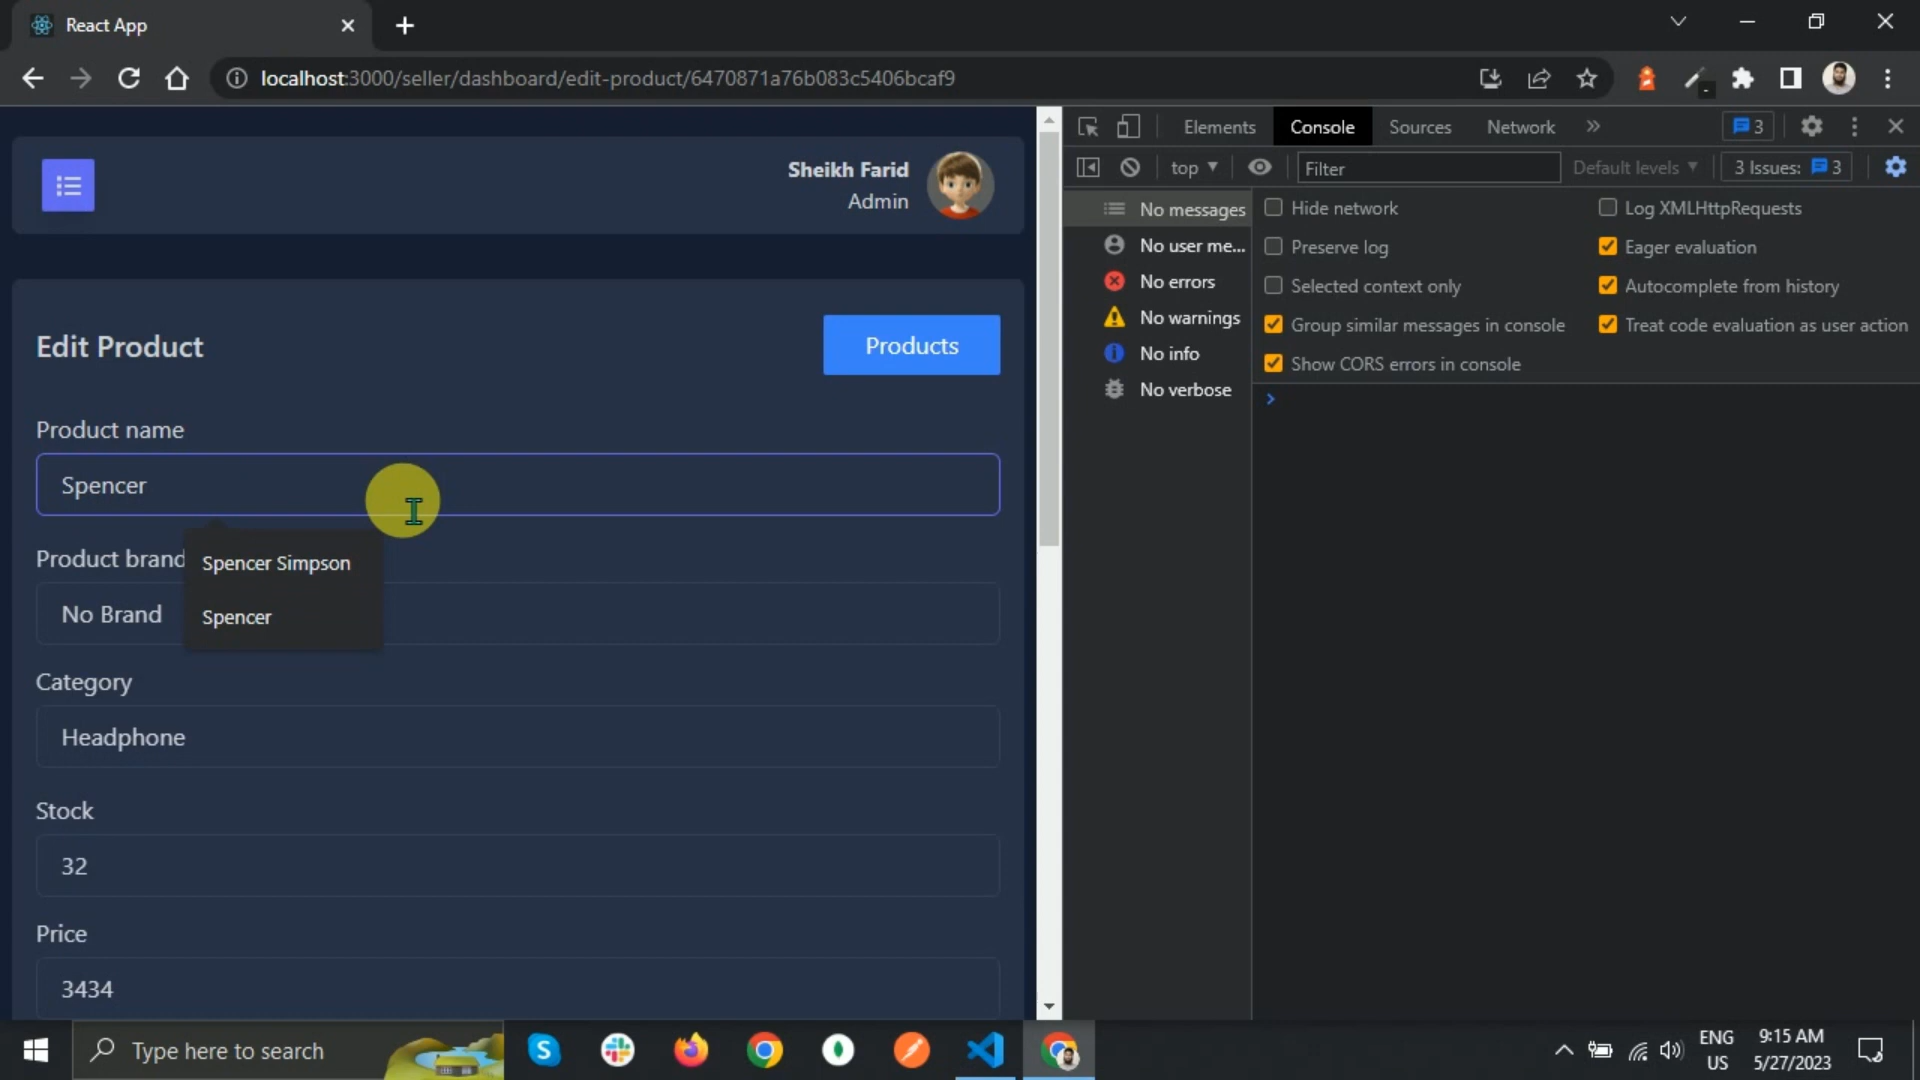 React App
localhost:3000/seller/dashboard/edit-product/6470871a76b083c5406bcaf9
Sheikh Farid
Admin
Edit Product
Products
Product name
Spencer
Product brand
Spencer Simpson
No Brand
Spencer
Category
Headphone
Stock
32
Price
3434
Elements Console Sources Network » 3
top Filter Default levels 3 Issues: 3
No messages
No user me...
No errors
No warnings
No info
No verbose
Hide network
Log XMLHttpRequests
Preserve log
Eager evaluation
Selected context only
Autocomplete from history
Group similar messages in console
Treat code evaluation as user action
Show CORS errors in console
Type here to search
ENG
US
9:15 AM
5/27/2023